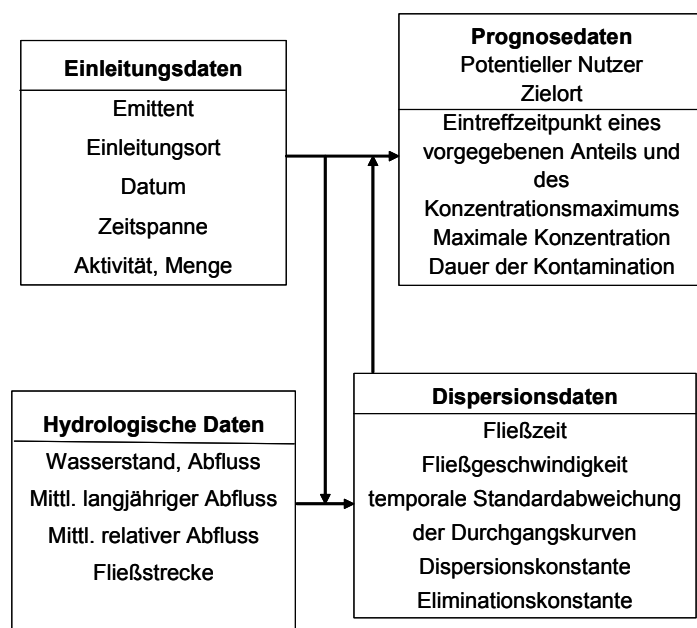 Einleitungsdaten
Emittent
Einleitungsort
Datum
Zeitspanne
Aktivität, Menge
Prognosedaten
Potentieller Nutzer
Zielort
Eintreffzeitpunkt eines
vorgegebenen Anteils und
des
Konzentrationsmaximums
Maximale Konzentration
Dauer der Kontamination
Hydrologische Daten
Wasserstand, Abfluss
Mittl. langjähriger Abfluss
Mittl. relativer Abfluss
Fließstrecke
Dispersionsdaten
Fließzeit
Fließgeschwindigkeit
temporale Standardabweichung
der Durchgangskurven
Dispersionskonstante
Eliminationskonstante